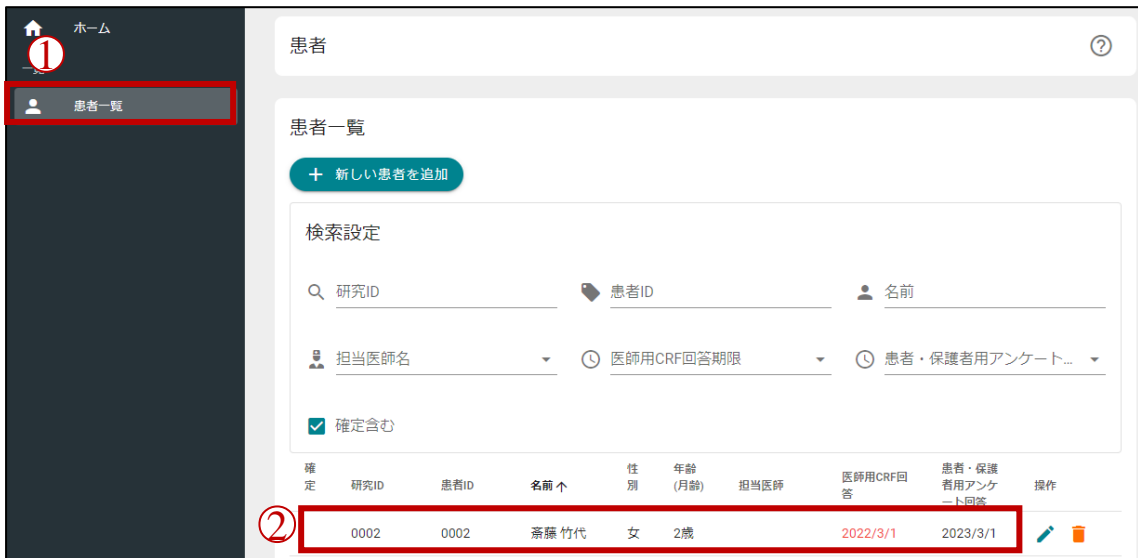 ホーム
①
一覧
患者一覧
患者
患者一覧
+ 新しい患者を追加
検索設定
研究ID
患者ID
名前
担当医師名
医師用CRF回答期限
患者・保護者用アンケート...
確定含む
確
定
研究ID
患者ID
名前↑
性
別
年齢
(月齢)
担当医師
医師用CRF回
答
患者・保護
者用アンケ
ート回答
操作
②
0002
0002
斎藤 竹代
女
2歳
2022/3/1
2023/3/1